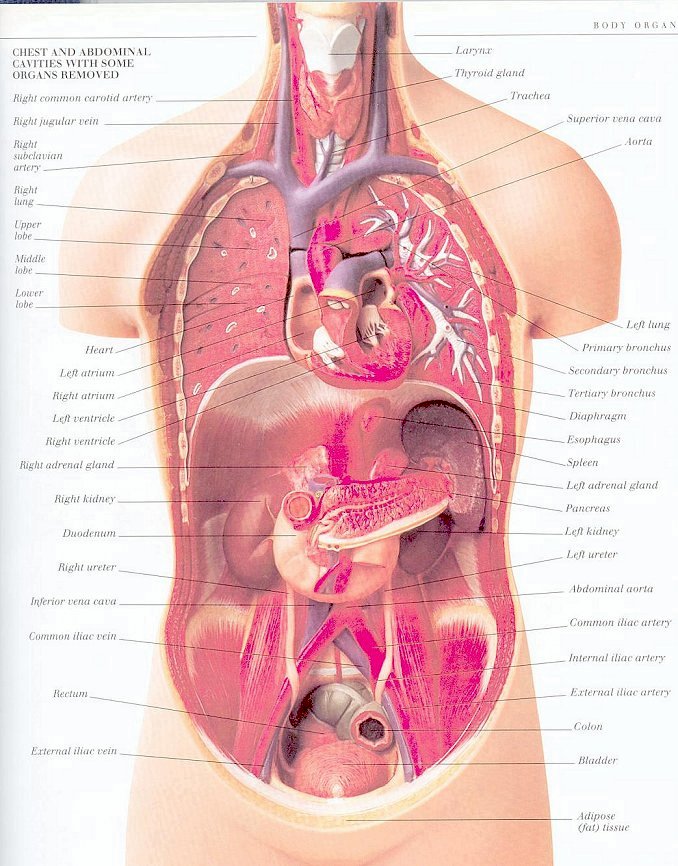 BODY ORGAN
CHEST AND ABDOMINAL
CAVITIES WITH SOME
ORGANS REMOVED
Right common carotid artery
Right jugular vein
Right
subclavian
artery
Right
lung
Upper
lobe
Middle
lobe
Lower
lobe
Heart
Left atrium
Right atrium
Left ventricle
Right ventricle
Right adrenal gland
Right kidney
Duodenum
Right ureter
Inferior vena cava
Common iliac vein
Rectum
External iliac vein
Larynx
Thyroid gland
Trachea
Superior vena cava
Aorta
Left lung
Primary bronchus
Secondary bronchus
Tertiary bronchus
Diaphragm
Esophagus
Spleen
Left adrenal gland
Pancreas
Left kidney
Left ureter
Abdominal aorta
Common iliac artery
Internal iliac artery
External iliac artery
Colon
Bladder
Adipose
(fat) tissue